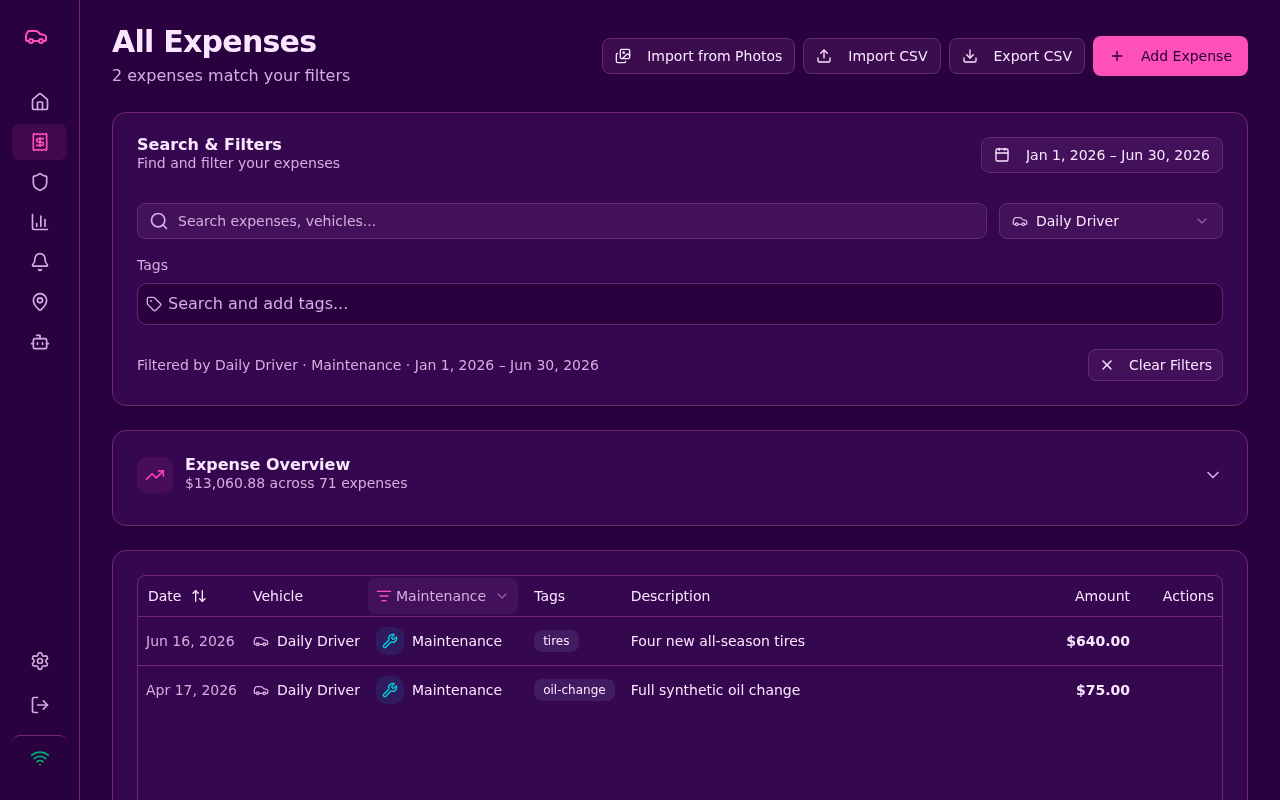 All Expenses
2 expenses match your filters
Import from Photos
Import CSV
Export CSV
Add Expense
Search & Filters
Find and filter your expenses
Jan 1, 2026 – Jun 30, 2026
Search expenses, vehicles...
Daily Driver
Tags
Search and add tags...
Filtered by Daily Driver · Maintenance · Jan 1, 2026 – Jun 30, 2026
Clear Filters
Expense Overview
$13,060.88 across 71 expenses
Date Vehicle Maintenance Tags Description Amount Actions
Jun 16, 2026 Daily Driver Maintenance tires Four new all-season tires $640.00
Apr 17, 2026 Daily Driver Maintenance oil-change Full synthetic oil change $75.00